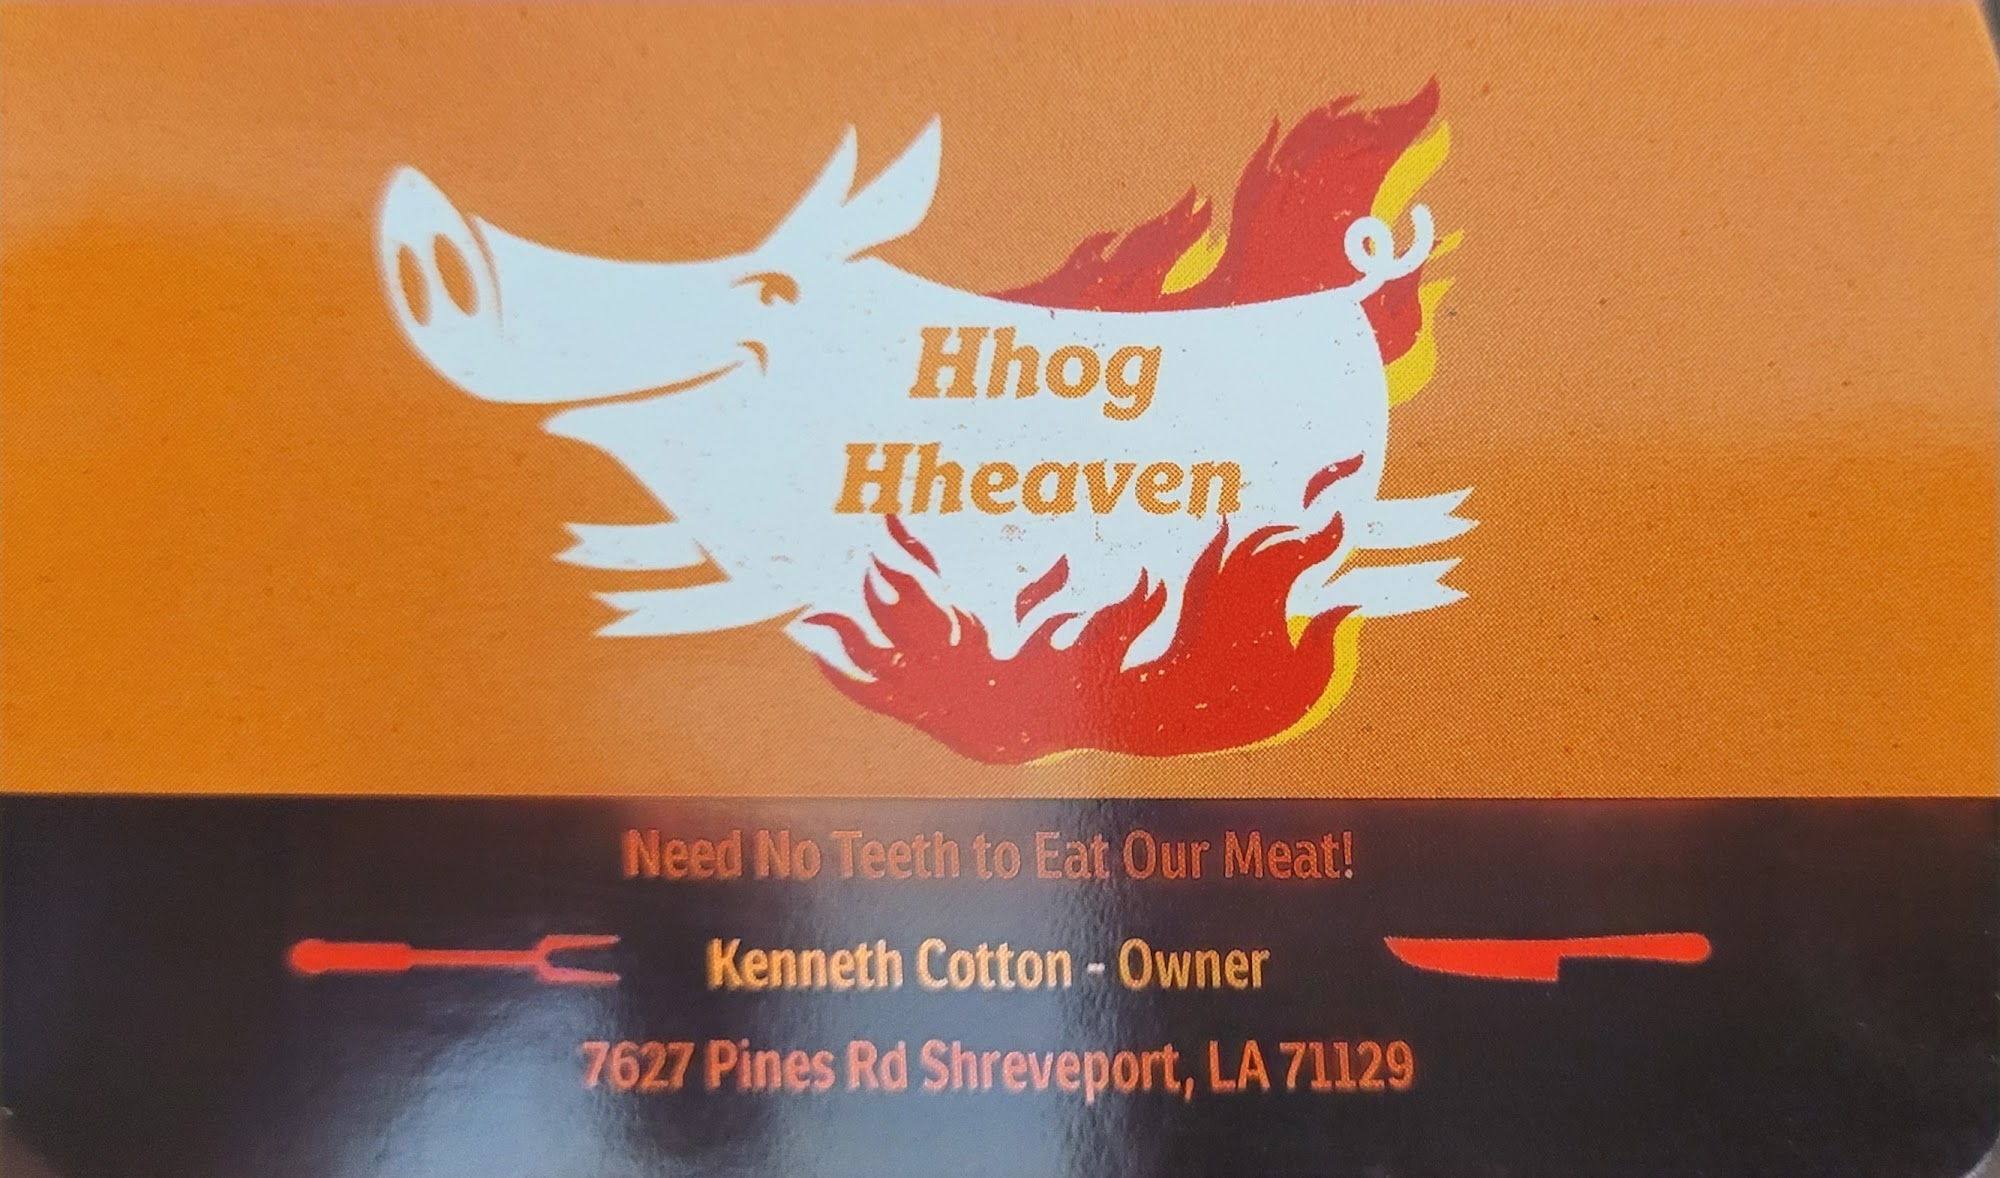 Hhog
Hheaven
Need No Teeth to Eat Our Meat!
Kenneth Cotton - Owner
7627 Pines Rd Shreveport, LA 71129